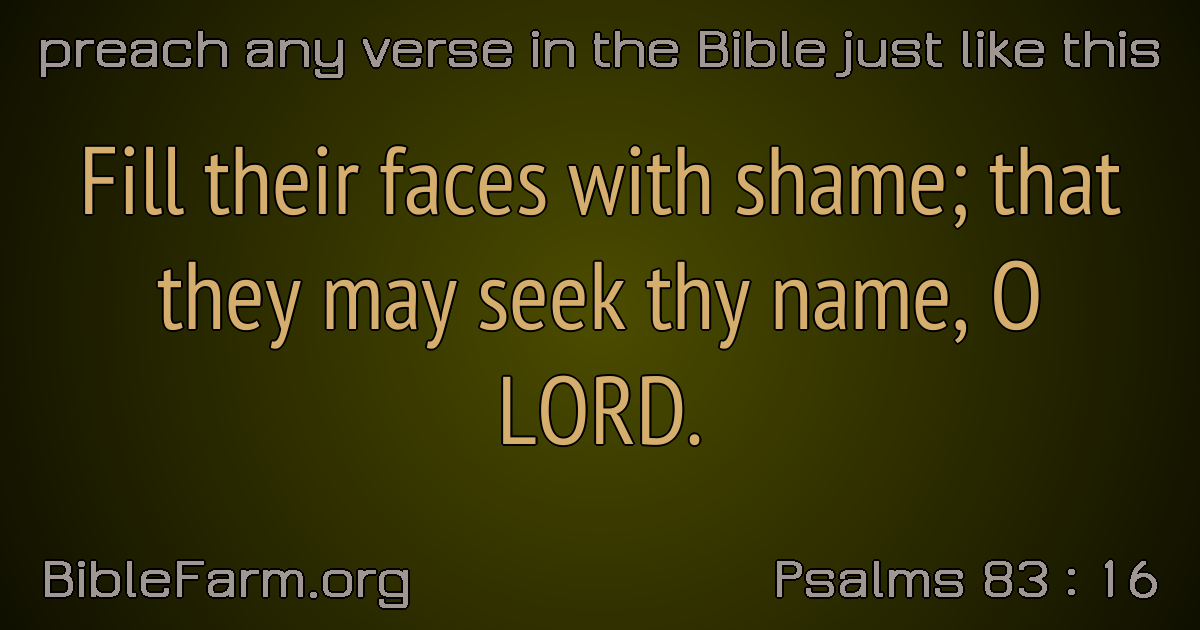 preach any verse in the Bible just like this
Fill their faces with shame; that
they may seek thy name, O
LORD.
BibleFarm.org
Psalms 83 : 16